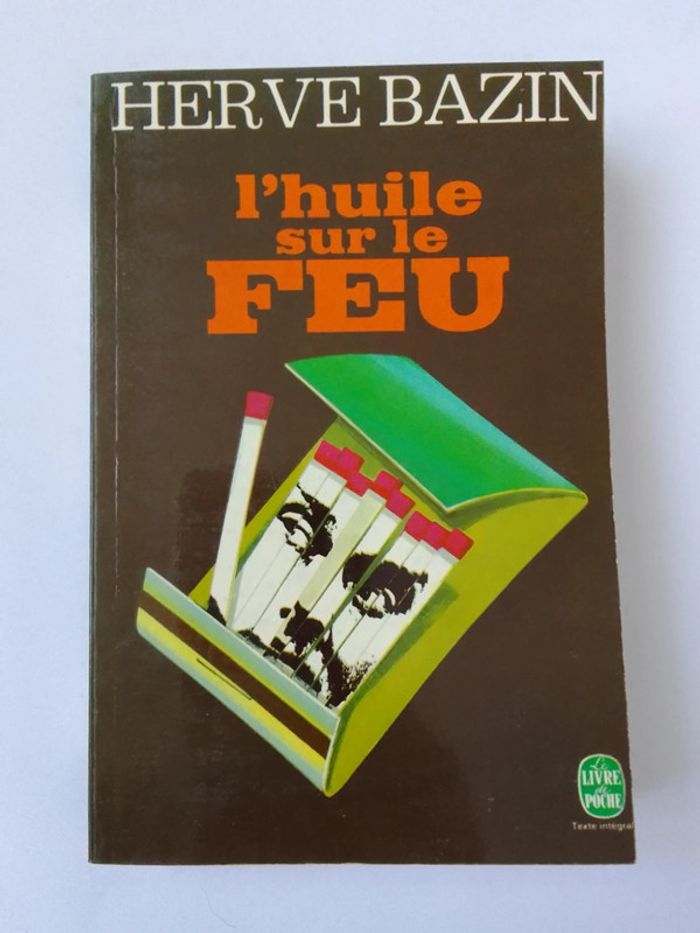 HERVE BAZIN
l'huile
sur le
FEU
Le
LIVRE
de
POCHE
Texte intégral